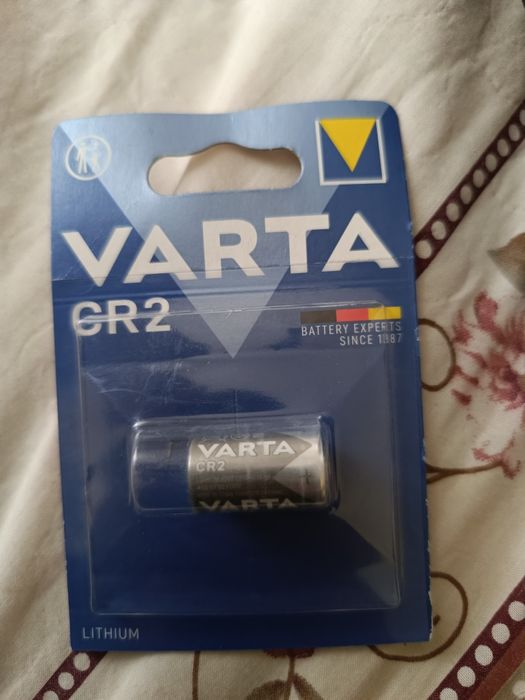 VARTA
CR2
BATTERY EXPERTS
SINCE 1887
VARTA
CR2
VARTA
LITHIUM